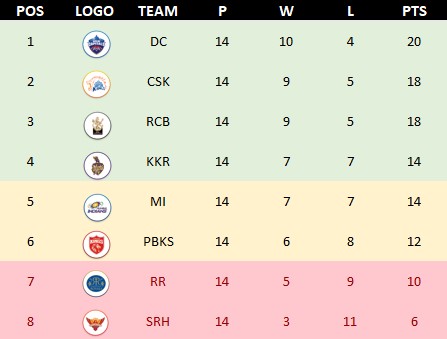 POS LOGO TEAM P W L PTS
1 DC 14 10 4 20
2 CSK 14 9 5 18
3 RCB 14 9 5 18
4 KKR 14 7 7 14
5 MI 14 7 7 14
6 PBKS 14 6 8 12
7 RR 14 5 9 10
8 SRH 14 3 11 6